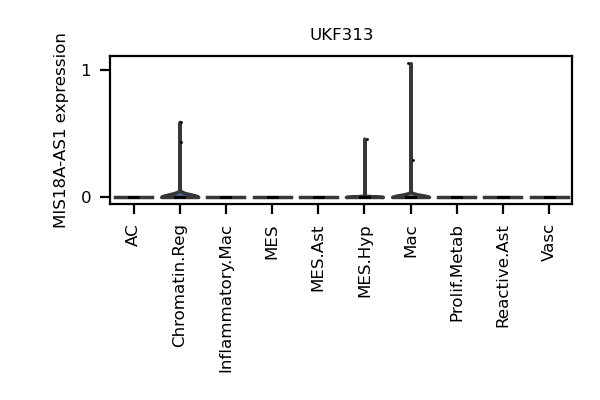 UKF313
MIS18A-AS1 expression
1
0
AC
Chromatin.Reg
Inflammatory.Mac
MES
MES.Ast
MES.Hyp
Mac
Prolif.Metab
Reactive.Ast
Vasc